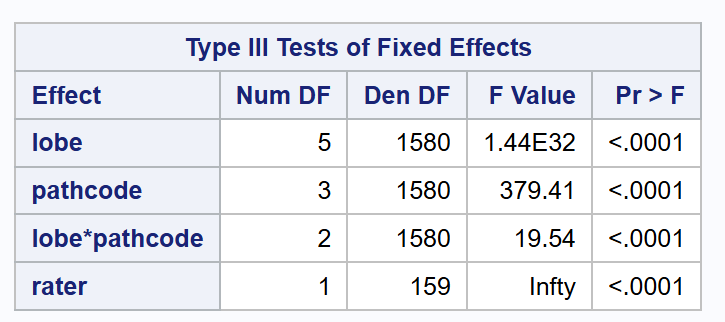 Type III Tests of Fixed Effects
Effect Num DF Den DF F Value Pr > F
lobe 5 1580 1.44E32 <.0001
pathcode 3 1580 379.41 <.0001
lobe*pathcode 2 1580 19.54 <.0001
rater 1 159 Infty <.0001